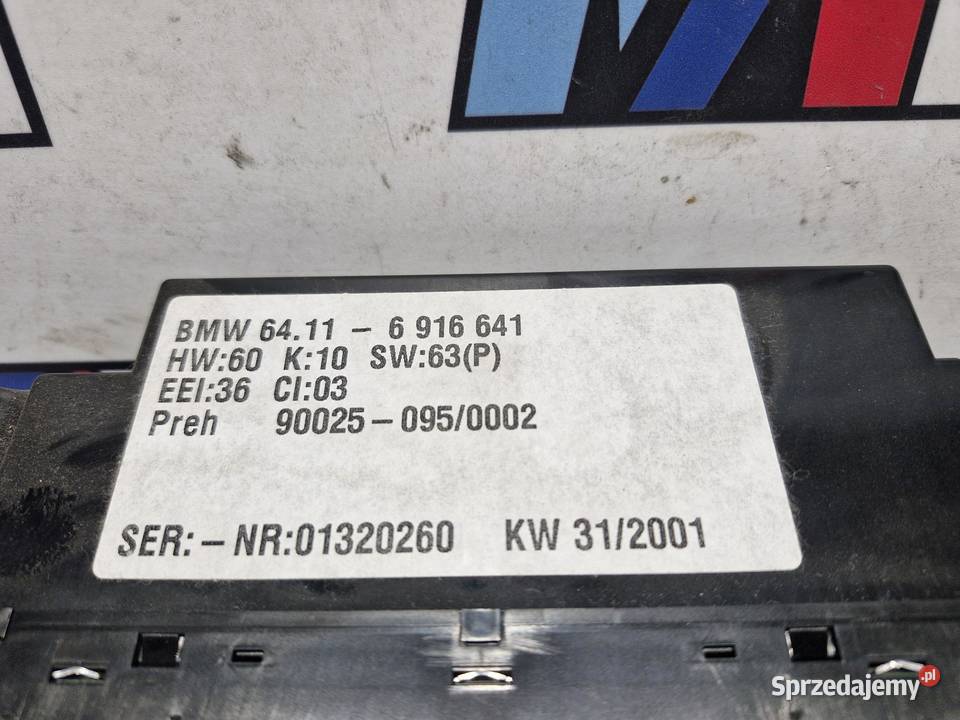 BMW 64.11 - 6 916 641
HW:60 K:10 SW:63(P)
EEI:36 CI:03
Preh 90025-095/0002
SER:-NR:01320260 KW 31/2001
Sprzedajemy.pl